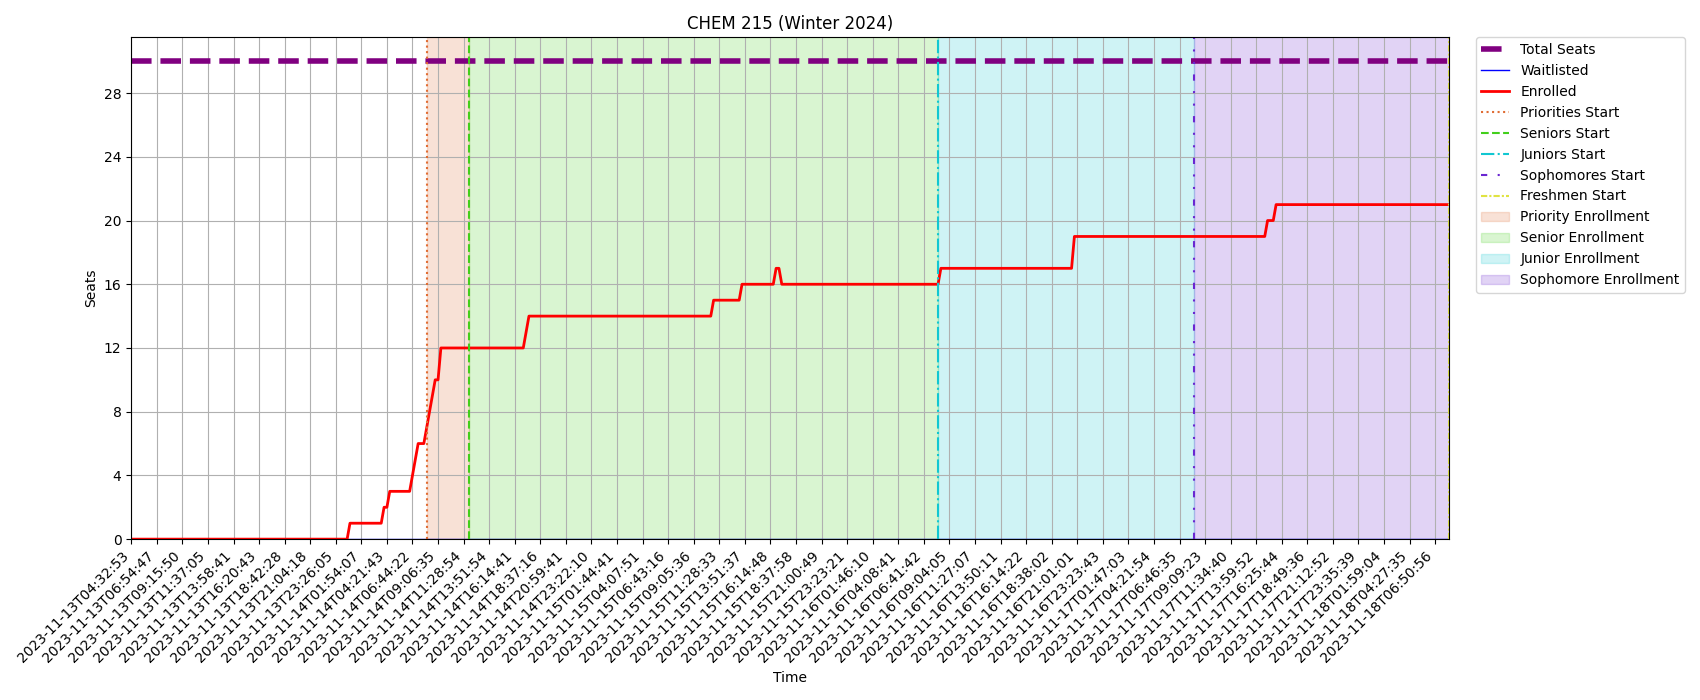 CHEM 215 (Winter 2024)
Total Seats
Waitlisted
Enrolled
Priorities Start
Seniors Start
Juniors Start
Sophomores Start
Freshmen Start
Priority Enrollment
Senior Enrollment
Junior Enrollment
Sophomore Enrollment
Seats
28
24
20
16
12
8
4
0
2023-11-13T04:32:53
2023-11-13T06:54:47
2023-11-13T09:15:50
2023-11-13T11:37:05
2023-11-13T13:58:41
2023-11-13T16:20:43
2023-11-13T18:42:28
2023-11-13T21:04:18
2023-11-13T23:26:05
2023-11-14T01:54:07
2023-11-14T04:21:43
2023-11-14T06:44:22
2023-11-14T09:06:35
2023-11-14T11:28:54
2023-11-14T13:51:54
2023-11-14T16:14:41
2023-11-14T18:37:16
2023-11-14T20:59:41
2023-11-14T23:22:10
2023-11-15T01:44:41
2023-11-15T04:07:51
2023-11-15T06:43:16
2023-11-15T09:05:36
2023-11-15T11:28:33
2023-11-15T13:51:37
2023-11-15T16:14:48
2023-11-15T18:37:58
2023-11-15T21:00:49
2023-11-15T23:23:21
2023-11-16T01:46:10
2023-11-16T04:08:41
2023-11-16T06:41:42
2023-11-16T09:04:05
2023-11-16T11:27:07
2023-11-16T13:50:11
2023-11-16T16:14:22
2023-11-16T18:38:02
2023-11-16T21:01:01
2023-11-16T23:23:43
2023-11-17T01:47:03
2023-11-17T04:21:54
2023-11-17T06:46:35
2023-11-17T09:09:23
2023-11-17T11:34:40
2023-11-17T13:59:52
2023-11-17T16:25:44
2023-11-17T18:49:36
2023-11-17T21:12:52
2023-11-17T23:35:39
2023-11-18T01:59:04
2023-11-18T04:27:35
2023-11-18T06:50:56
Time